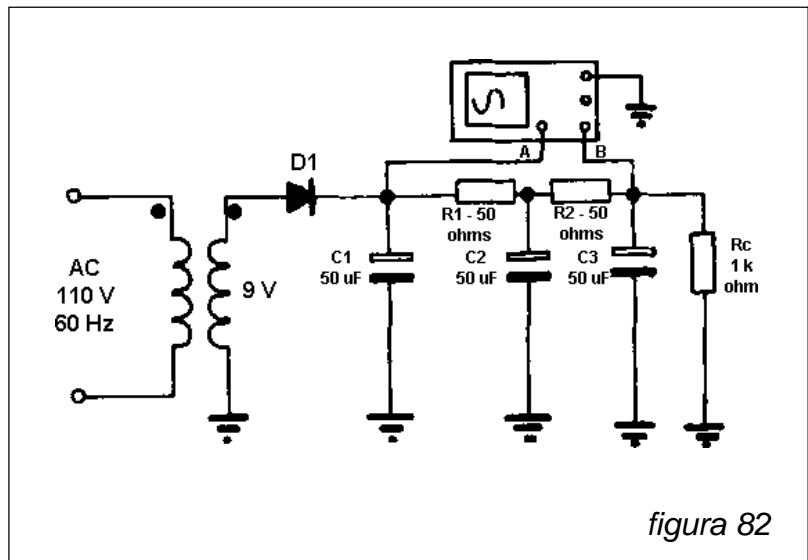 D1
A
B
R1 - 50
ohms
R2 - 50
ohms
AC
110 V
60 Hz
9 V
C1
50 uF
C2
50 uF
C3
50 uF
Rc
1 k
ohm
figura 82